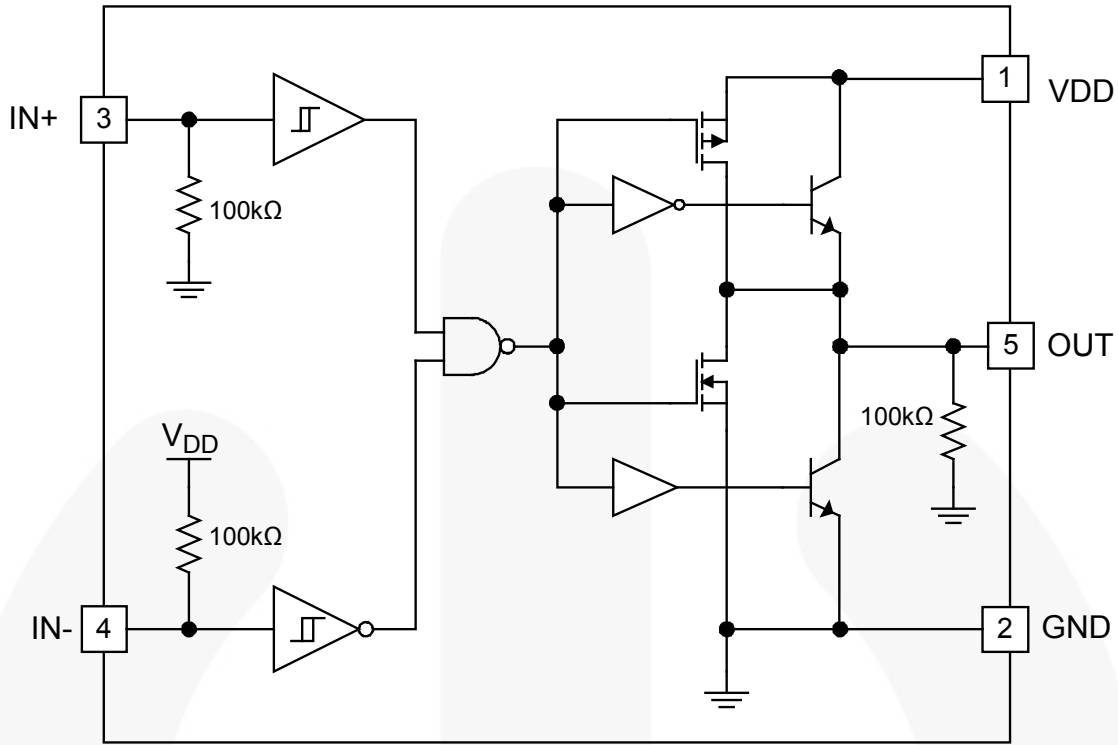 1
VDD
IN+
3
100kΩ
5
OUT
100kΩ
VDD
100kΩ
IN-
4
2
GND